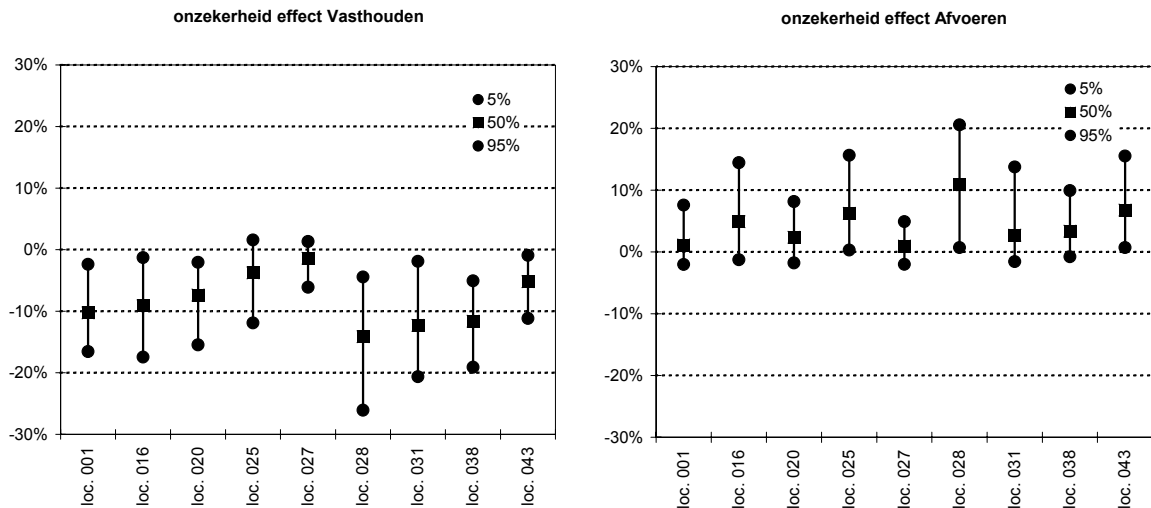 onzekerheid effect Vasthouden
30%
20%
10%
0%
-10%
-20%
-30%
5%
50%
95%
loc. 001
loc. 016
loc. 020
loc. 025
loc. 027
loc. 028
loc. 031
loc. 038
loc. 043
onzekerheid effect Afvoeren
30%
20%
10%
0%
-10%
-20%
-30%
5%
50%
95%
loc. 001
loc. 016
loc. 020
loc. 025
loc. 027
loc. 028
loc. 031
loc. 038
loc. 043